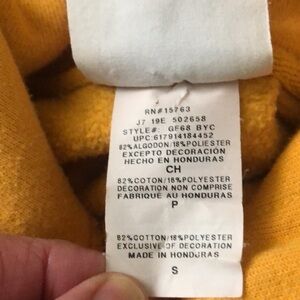 RN#15763
J7 19E 502658
STYLE#: GF68 BYC
UPC:617914184452
82%ALGODON/18%POLIESTER
EXCEPTO DECORACIÓN
HECHO EN HONDURAS
CH
82%COTON/18%POLYESTER
DECORATION NON COMPRISE
FABRIQUÉ AU HONDURAS
P
82%COTTON/18%POLYESTER
EXCLUSIVE OF DECORATION
MADE IN HONDURAS
S